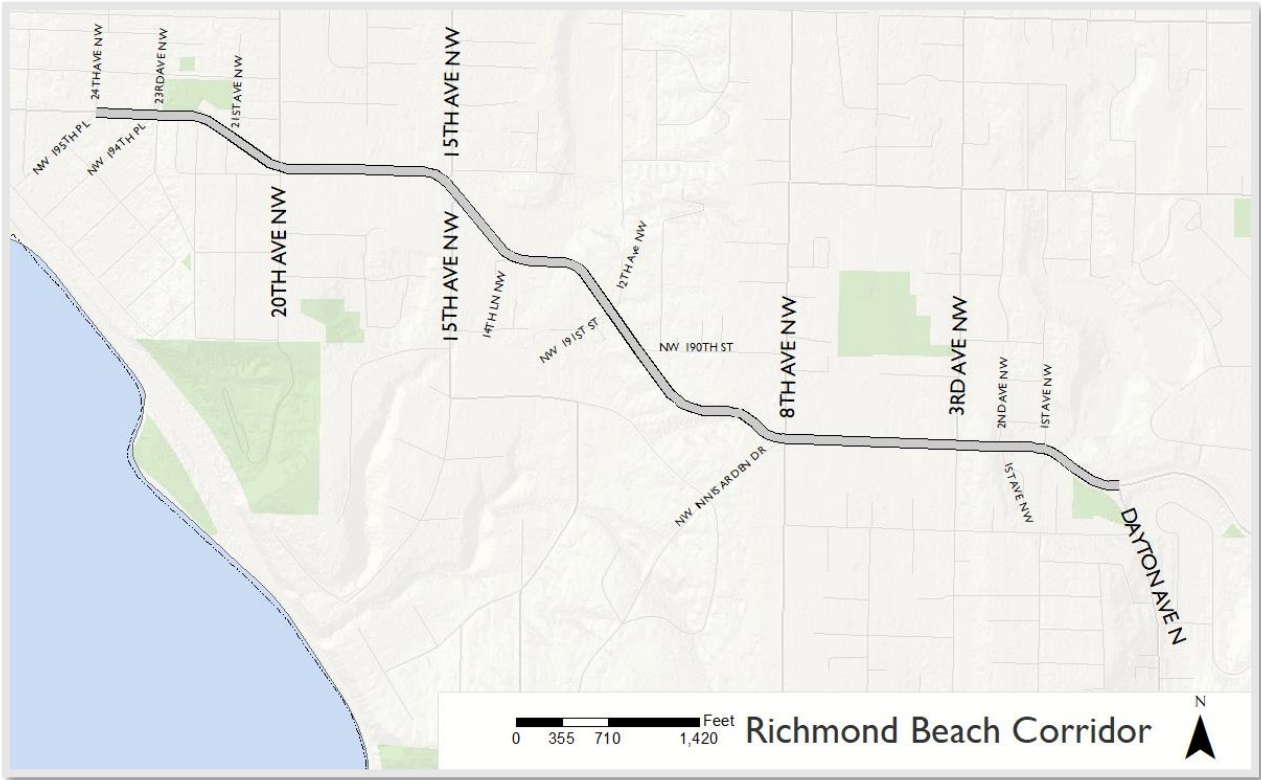 24TH AVE NW
23RD AVE NW
21ST AVE NW
15TH AVE NW
NW 195TH PL
NW 194TH PL
20TH AVE NW
15TH AVE NW
14TH LN NW
12TH Ave NW
NW 191ST ST
NW 190TH ST
8TH AVE NW
3RD AVE NW
2ND AVE NW
1ST AVE NW
NW INNIS ARDEN DR
1ST AVE NW
DAYTON AVE N
N
Feet
0 355 710 1,420
Richmond Beach Corridor